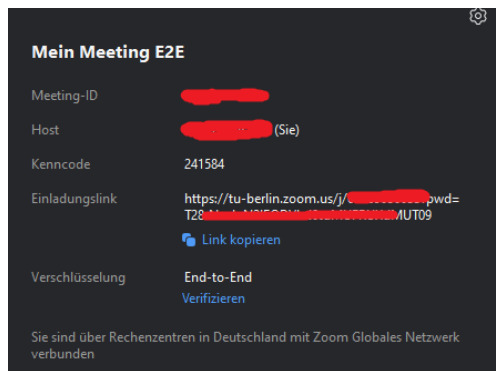 Mein Meeting E2E
Meeting-ID
Host (Sie)
Kenncode 241584
Einladungslink https://tu-berlin.zoom.us/j/ pwd=
T28 MUT09
Link kopieren
Verschlüsselung End-to-End
Verifizieren
Sie sind über Rechenzentren in Deutschland mit Zoom Globales Netzwerk
verbunden